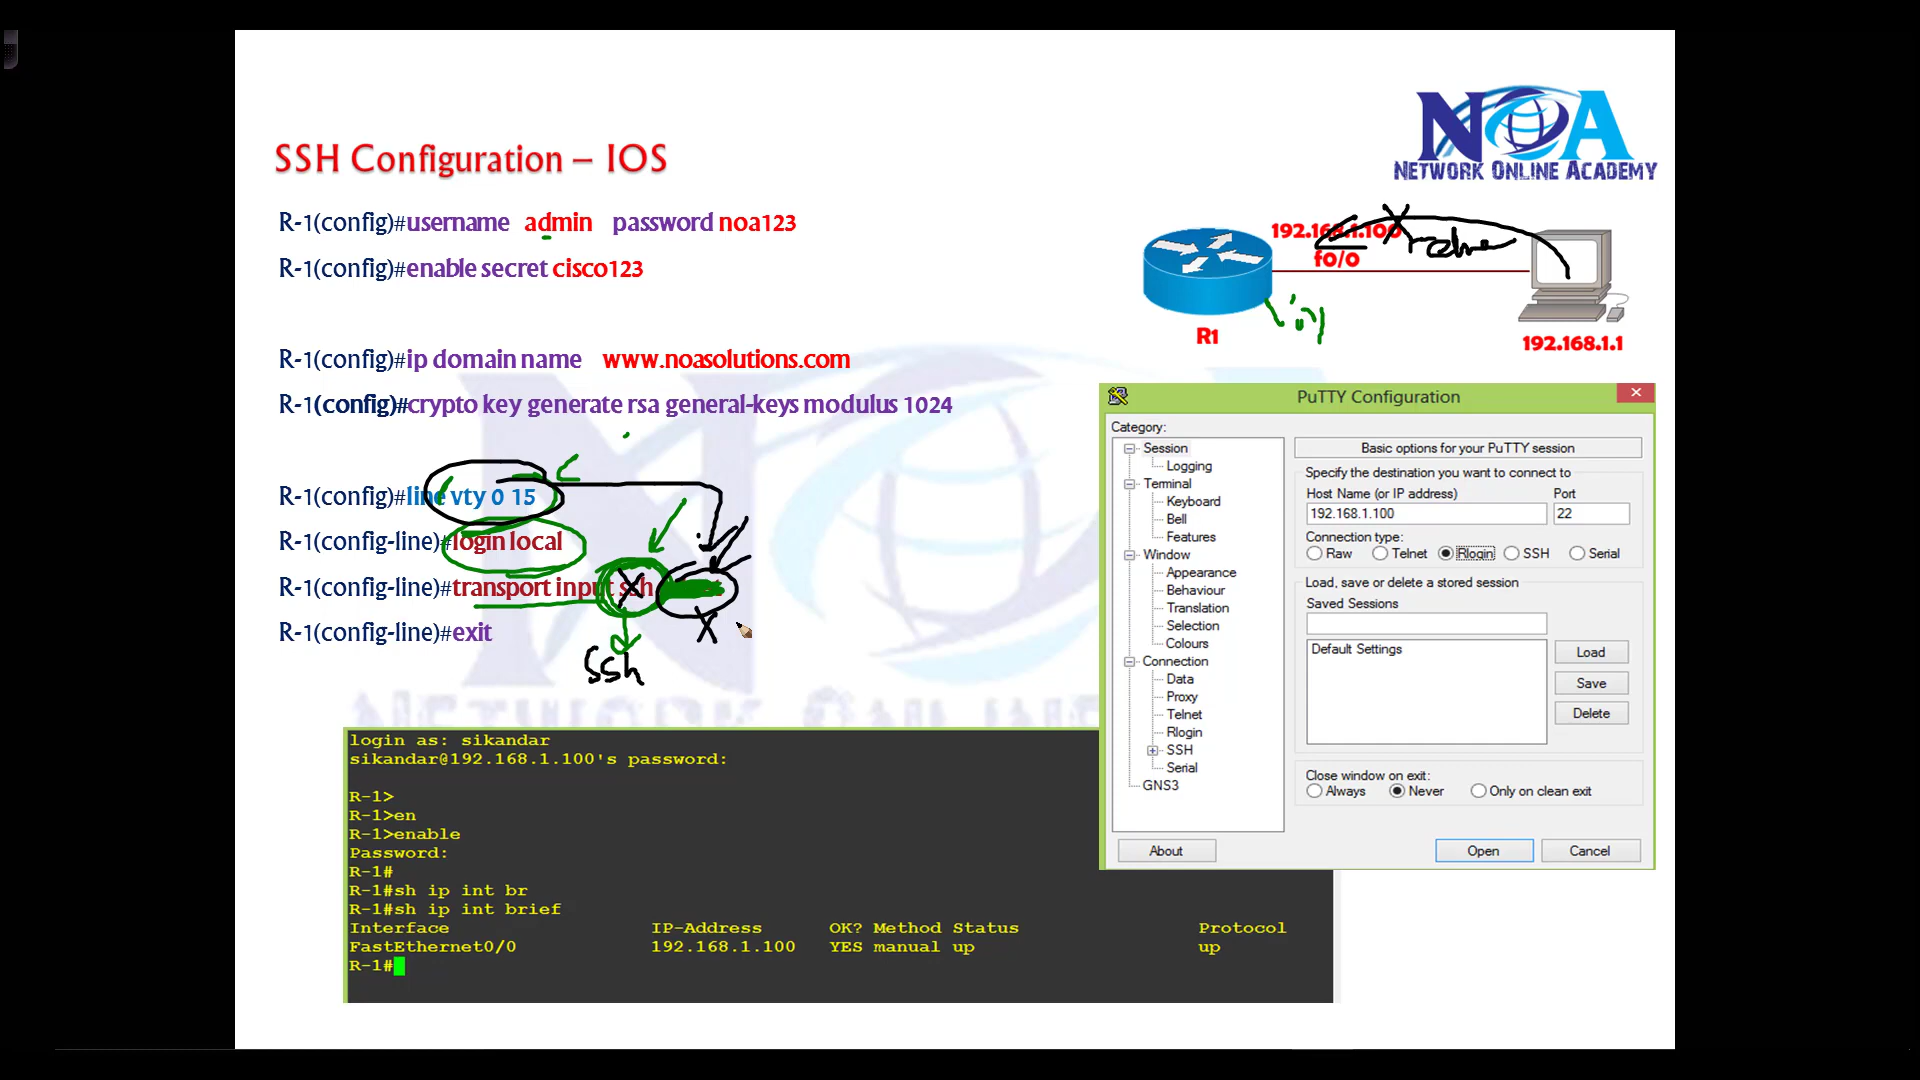 NOA
NETWORK ONLINE ACADEMY
SSH Configuration – IOS
R-1(config)#username admin password noa123
R-1(config)#enable secret cisco123
R-1(config)#ip domain name www.noasolutions.com
R-1(config)#crypto key generate rsa general-keys modulus 1024
R-1(config)#line vty 0 15
R-1(config-line)#login local
R-1(config-line)#transport input ssh
R-1(config-line)#exit
ssh
192.168.1.100
f0/0
R1
192.168.1.1
PuTTY Configuration
Category:
Session
Logging
Terminal
Keyboard
Bell
Features
Window
Appearance
Behaviour
Translation
Selection
Colours
Connection
Data
Proxy
Telnet
Rlogin
SSH
Serial
GNS3
Basic options for your PuTTY session
Specify the destination you want to connect to
Host Name (or IP address) Port
192.168.1.100 22
Connection type:
Raw Telnet Rlogin SSH Serial
Load, save or delete a stored session
Saved Sessions
Default Settings
Load
Save
Delete
Close window on exit:
Always Never Only on clean exit
About Open Cancel
login as: sikandar
sikandar@192.168.1.100's password:
R-1>
R-1>en
R-1>enable
Password:
R-1#
R-1#sh ip int br
R-1#sh ip int brief
Interface IP-Address OK? Method Status Protocol
FastEthernet0/0 192.168.1.100 YES manual up up
R-1#